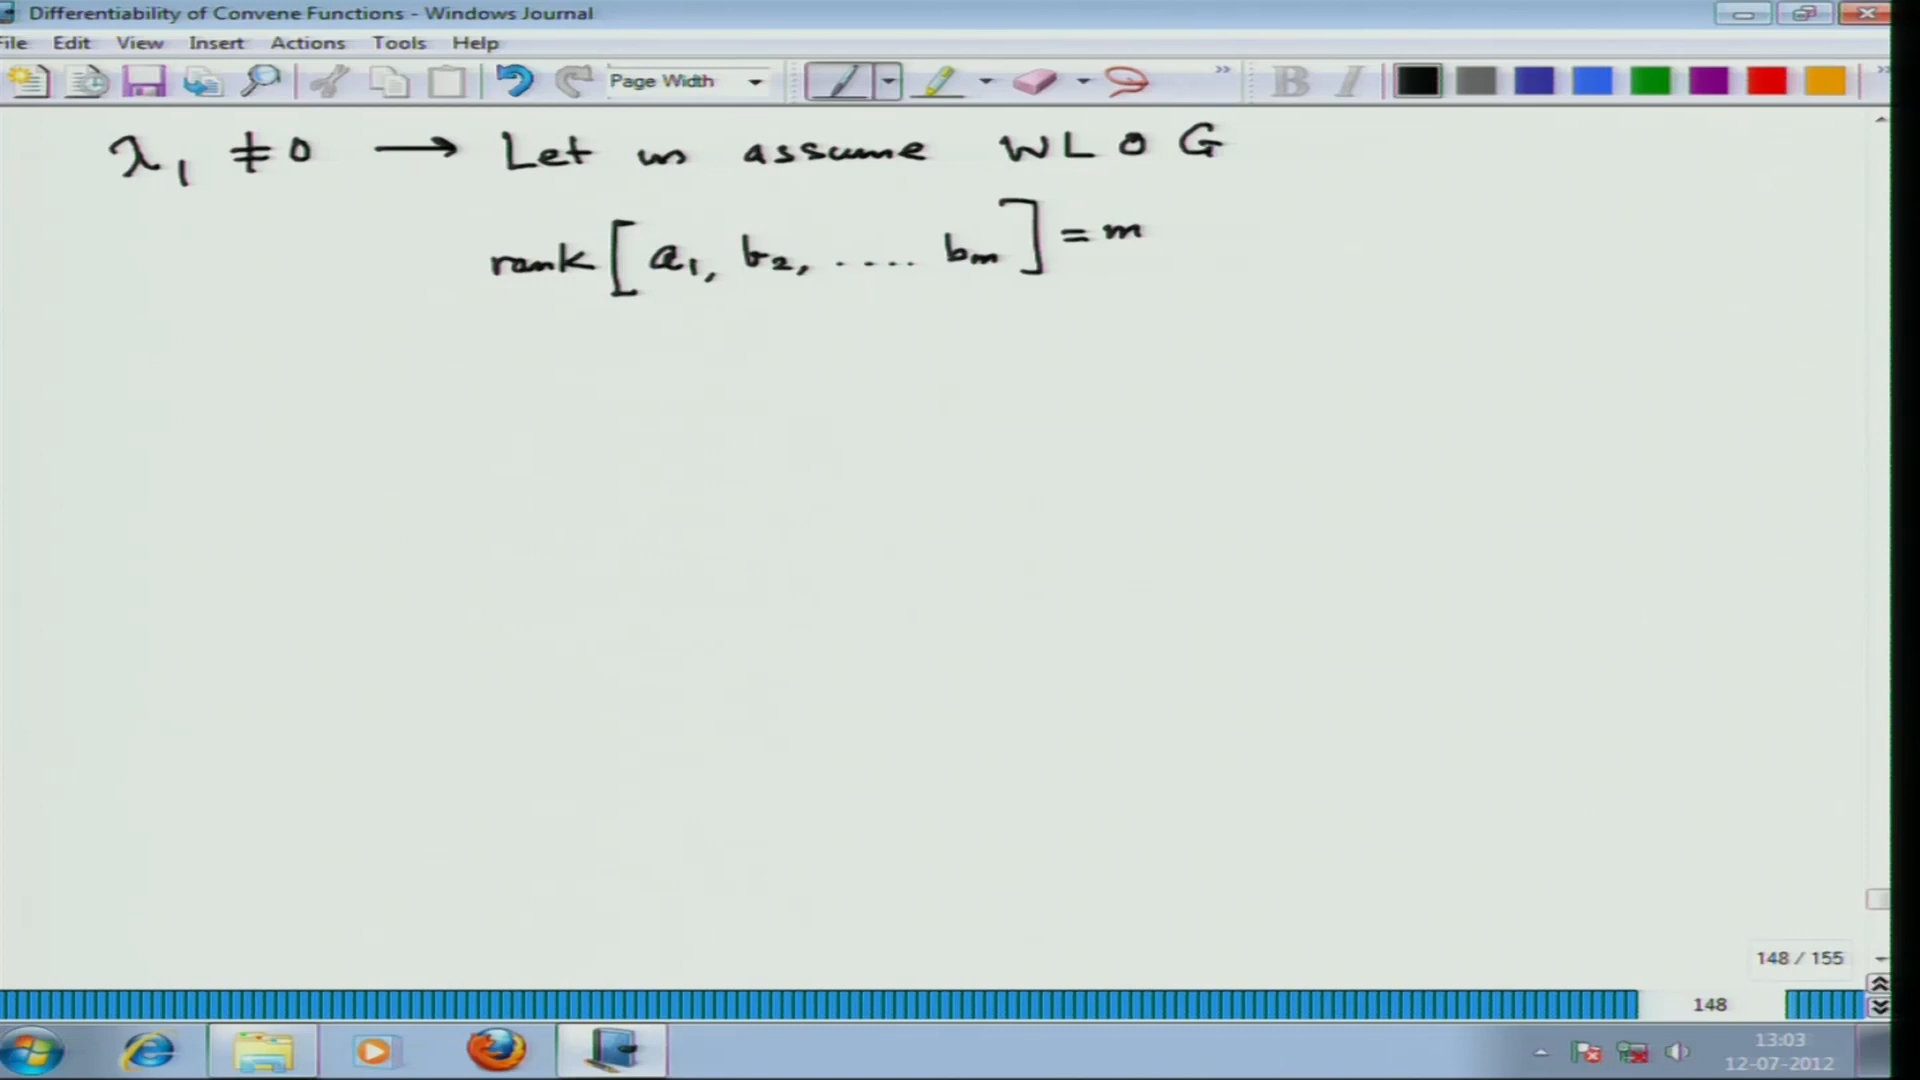 Differentiability of Convene Functions - Windows Journal
File Edit View Insert Actions Tools Help
Page Width
B I
λ₁ ≠ 0 → Let us assume WLOG
rank [ a₁, b₂, ..... bₘ ] = m
148 / 155
148
13:03
12-07-2012